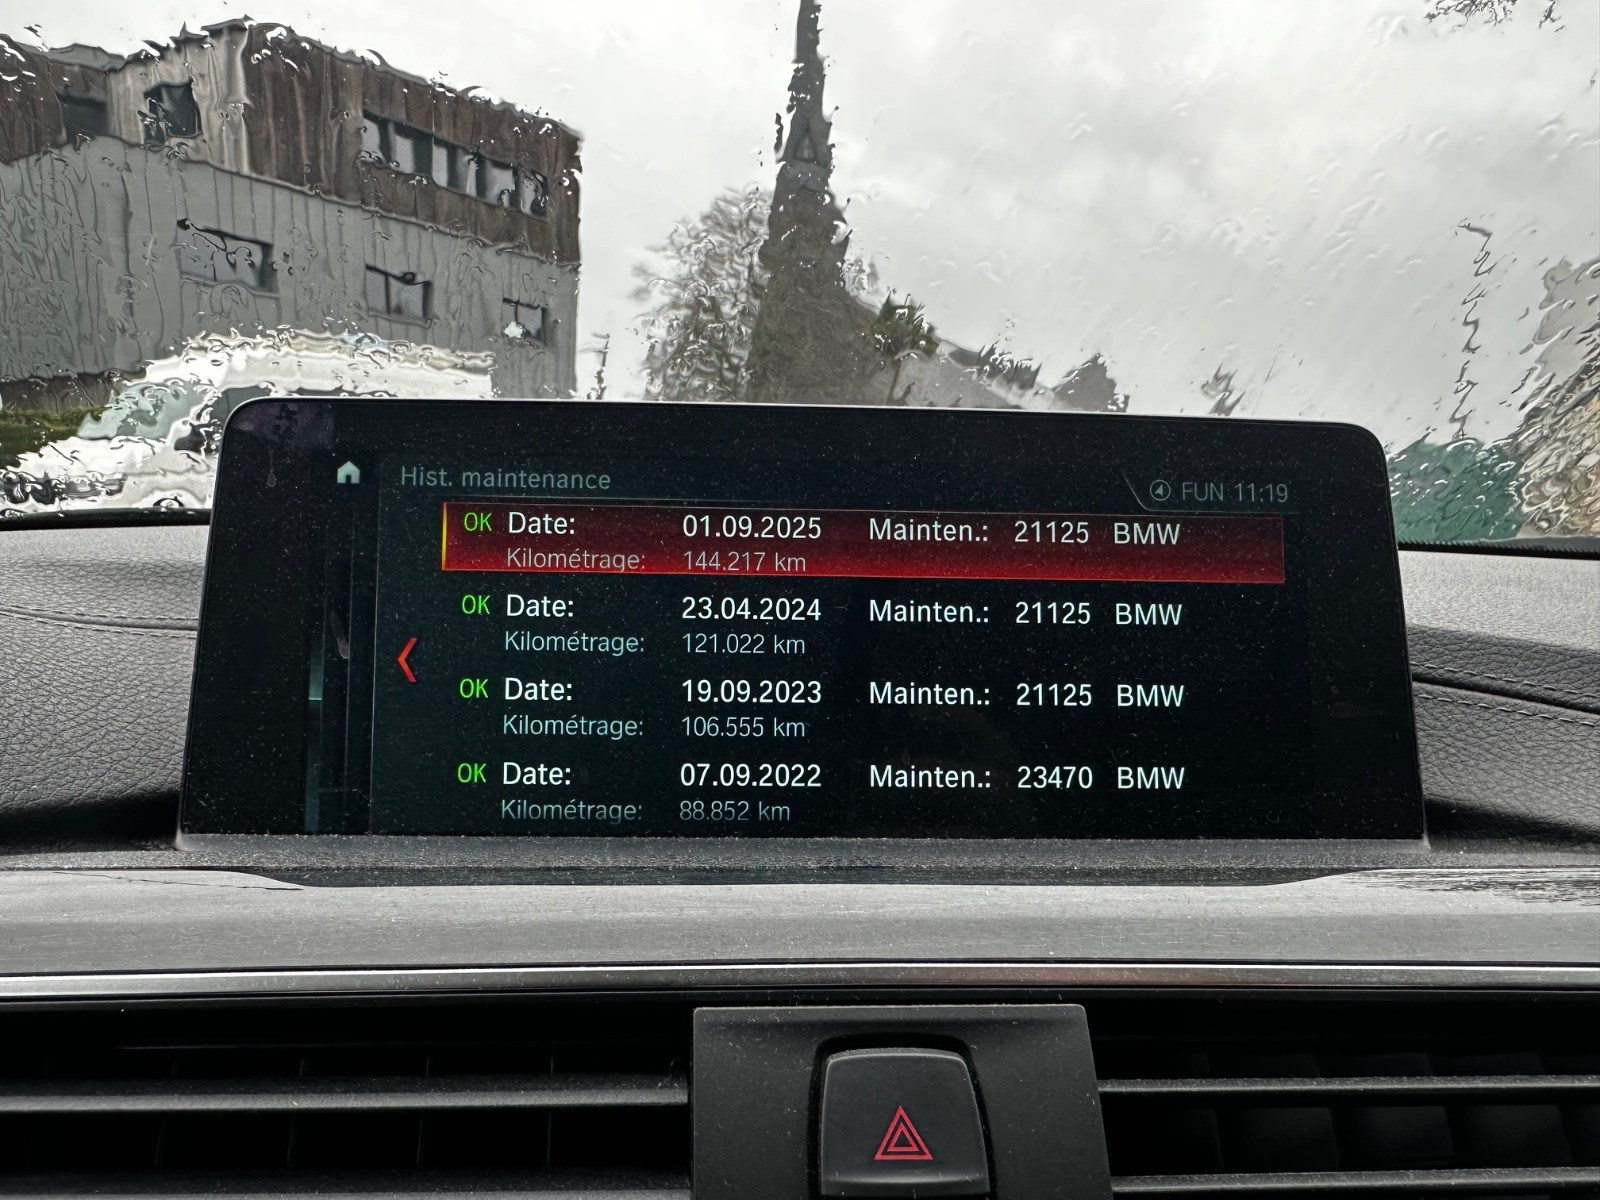 Hist. maintenance
FUN 11:19
OK Date: 01.09.2025 Mainten.: 21125 BMW
Kilométrage: 144.217 km
OK Date: 23.04.2024 Mainten.: 21125 BMW
Kilométrage: 121.022 km
OK Date: 19.09.2023 Mainten.: 21125 BMW
Kilométrage: 106.555 km
OK Date: 07.09.2022 Mainten.: 23470 BMW
Kilométrage: 88.852 km